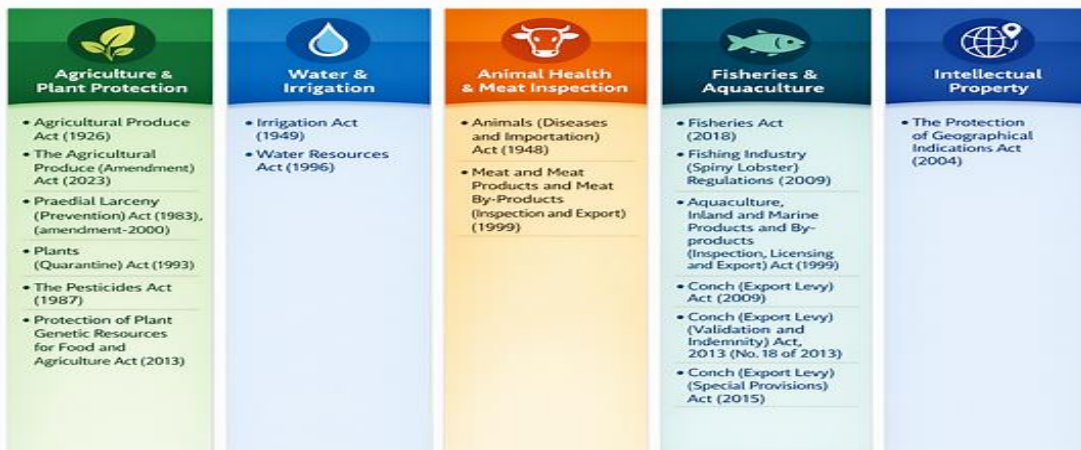 Agriculture &
Plant Protection
• Agricultural Produce
Act (1926)
• The Agricultural
Produce (Amendment)
Act (2023)
• Praedial Larceny
(Prevention) Act (1983),
(amendment-2000)
• Plants
(Quarantine) Act (1993)
• The Pesticides Act
(1987)
• Protection of Plant
Genetic Resources
for Food and
Agriculture Act (2013)
Water &
Irrigation
• Irrigation Act
(1949)
• Water Resources
Act (1996)
Animal Health
& Meat Inspection
• Animals (Diseases
and Importation)
Act (1948)
• Meat and Meat
Products and Meat
By-Products
(Inspection and Export)
(1999)
Fisheries &
Aquaculture
• Fisheries Act
(2018)
• Fishing Industry
(Spiny Lobster)
Regulations (2009)
• Aquaculture,
Inland and Marine
Products and By-
products
(Inspection, Licensing
and Export) Act (1999)
• Conch (Export Levy)
Act (2009)
• Conch (Export Levy)
(Validation and
Indemnity) Act,
2013 (No. 18 of 2013)
• Conch (Export Levy)
(Special Provisions)
Act (2015)
Intellectual
Property
• The Protection
of Geographical
Indications Act
(2004)